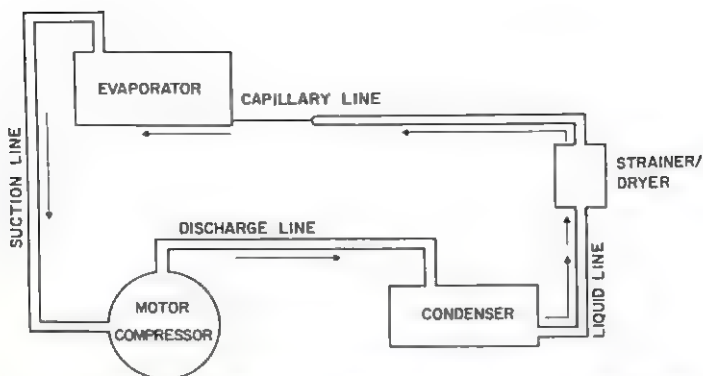 EVAPORATOR
CAPILLARY LINE
STRAINER/
DRYER
SUCTION LINE
DISCHARGE LINE
MOTOR
COMPRESSOR
CONDENSER
LIQUID LINE